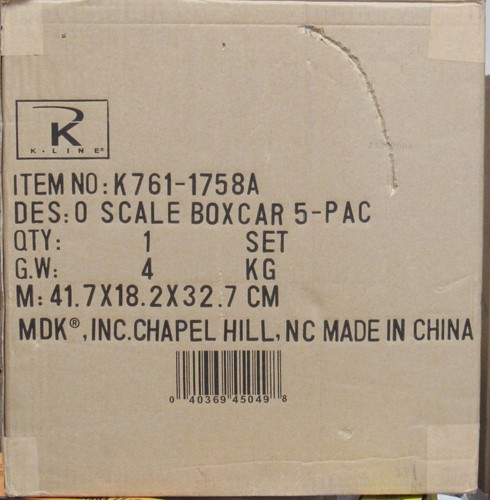 K
K-LINE®
ITEM NO: K761-1758A
DES: O SCALE BOXCAR 5-PAC
QTY: 1 SET
G.W: 4 KG
M: 41.7X18.2X32.7 CM
MDK®, INC. CHAPEL HILL, NC MADE IN CHINA
0 40369 45049 8